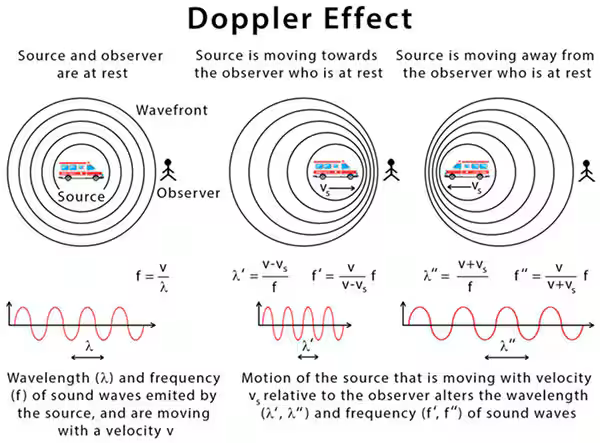 Doppler Effect
Source and observer
are at rest
Source is moving towards
the observer who is at rest
Source is moving away from
the observer who is at rest
Wavefront
Source
Observer
vs
vs
f = v/λ
λ‘ = v-vs/f
f‘ = v/v-vs f
λ“ = v+vs/f
f“ = v/v+vs f
λ
λ‘
λ“
Wavelength (λ) and frequency
(f) of sound waves emited by
the source, and are moving
with a velocity v
Motion of the source that is moving with velocity
vs relative to the observer alters the wavelength
(λ‘, λ“) and frequency (f‘, f“) of sound waves